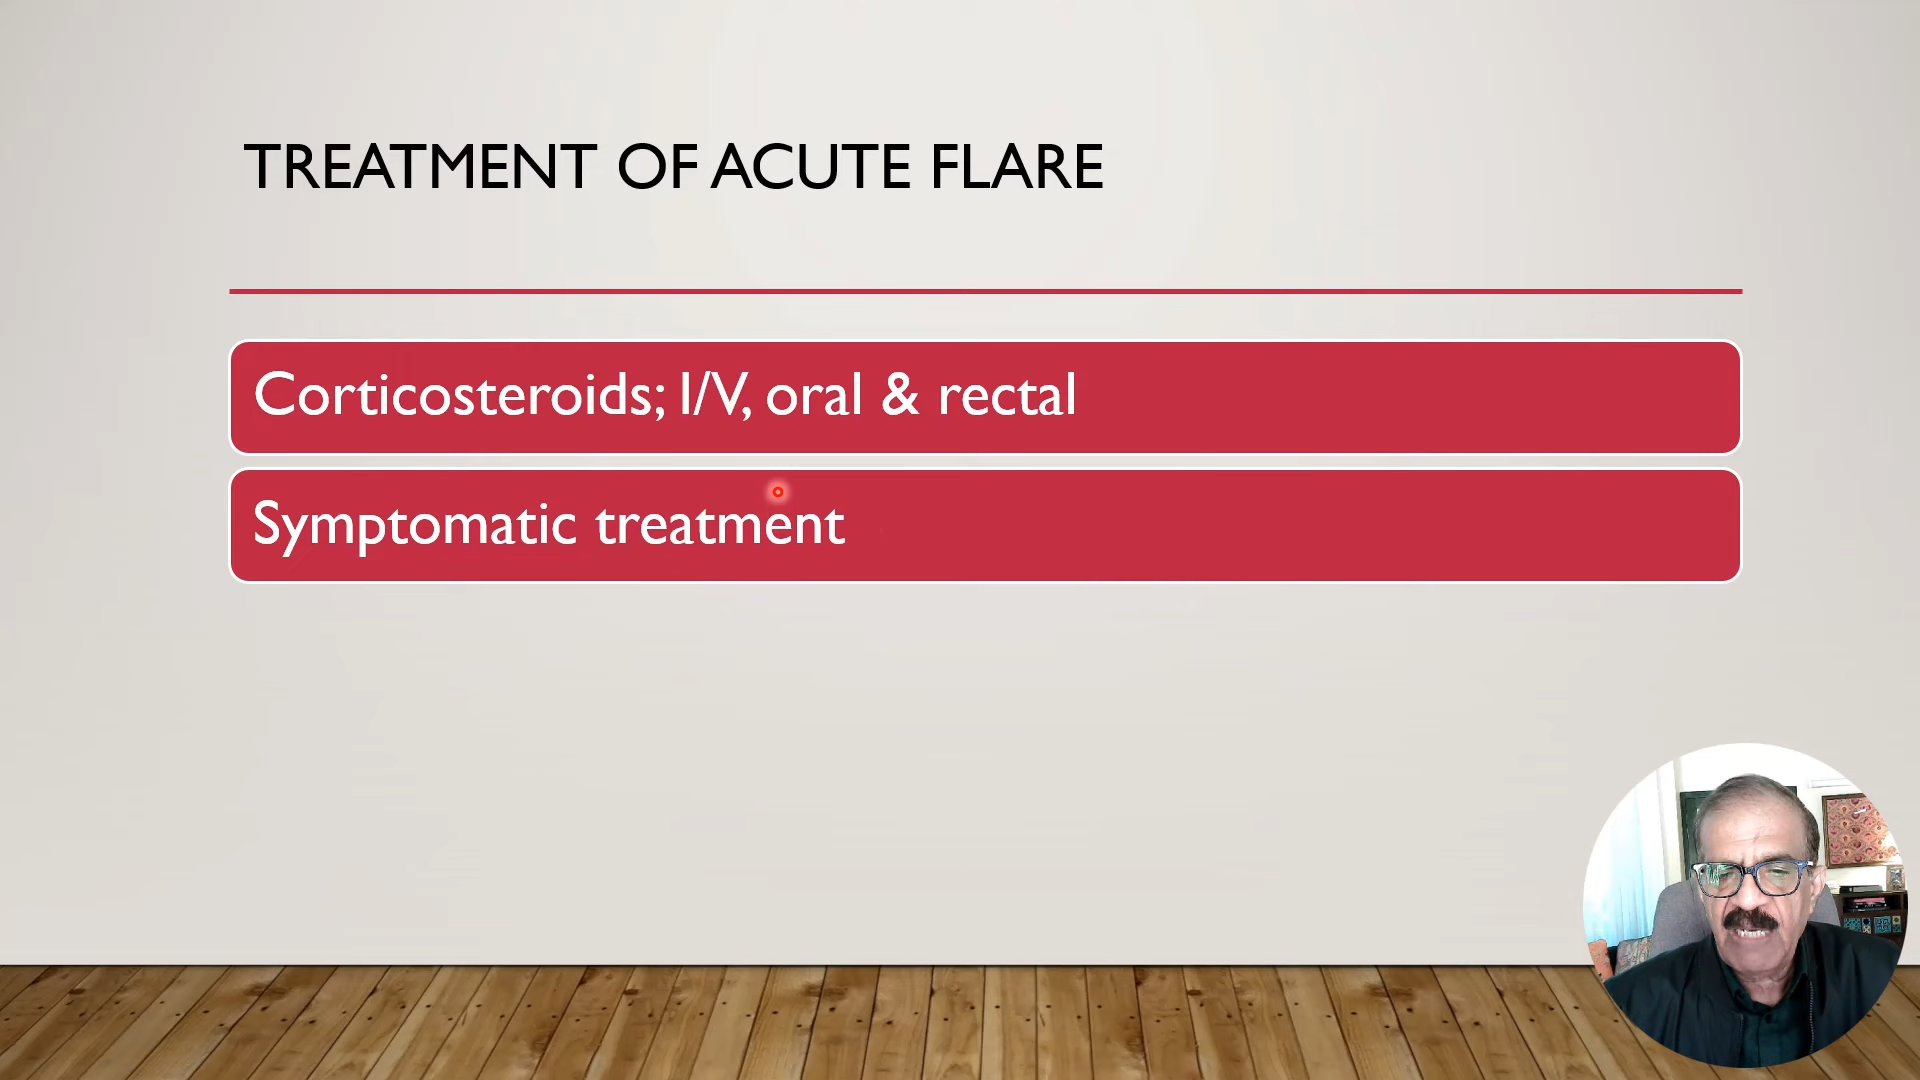 TREATMENT OF ACUTE FLARE
Corticosteroids; I/V, oral & rectal
Symptomatic treatment